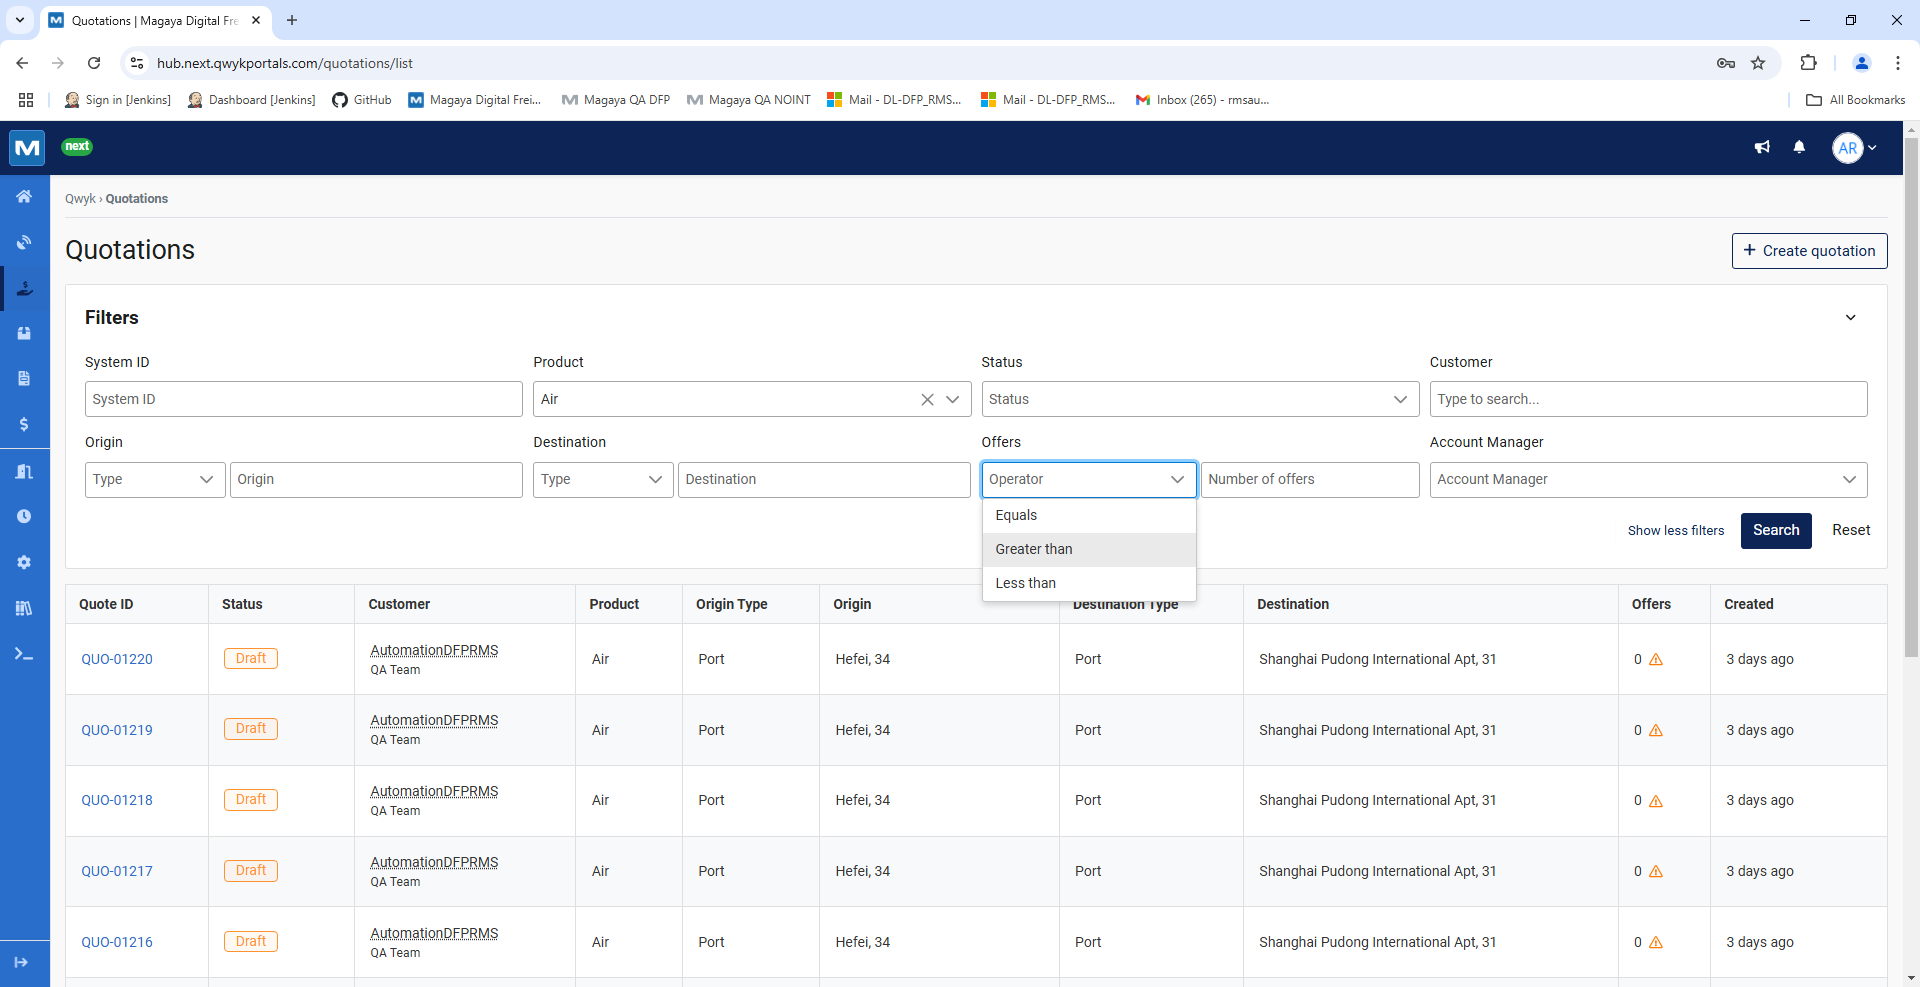 Quotations | Magaya Digital Fre
hub.next.qwykportals.com/quotations/list
Sign in [Jenkins]
Dashboard [Jenkins]
GitHub
Magaya Digital Frei...
Magaya QA DFP
Magaya QA NOINT
Mail - DL-DFP_RMS...
Mail - DL-DFP_RMS...
Inbox (265) - rmsau...
All Bookmarks
next
AR
Qwyk › Quotations
Quotations
+ Create quotation
Filters
System ID
Product
Status
Customer
System ID
Air
Status
Type to search...
Origin
Destination
Offers
Account Manager
Type
Origin
Type
Destination
Operator
Number of offers
Account Manager
Equals
Greater than
Less than
Show less filters
Search
Reset
Quote ID
Status
Customer
Product
Origin Type
Origin
Destination Type
Destination
Offers
Created
QUO-01220
Draft
AutomationDFPRMS
QA Team
Air
Port
Hefei, 34
Port
Shanghai Pudong International Apt, 31
0
3 days ago
QUO-01219
Draft
AutomationDFPRMS
QA Team
Air
Port
Hefei, 34
Port
Shanghai Pudong International Apt, 31
0
3 days ago
QUO-01218
Draft
AutomationDFPRMS
QA Team
Air
Port
Hefei, 34
Port
Shanghai Pudong International Apt, 31
0
3 days ago
QUO-01217
Draft
AutomationDFPRMS
QA Team
Air
Port
Hefei, 34
Port
Shanghai Pudong International Apt, 31
0
3 days ago
QUO-01216
Draft
AutomationDFPRMS
QA Team
Air
Port
Hefei, 34
Port
Shanghai Pudong International Apt, 31
0
3 days ago